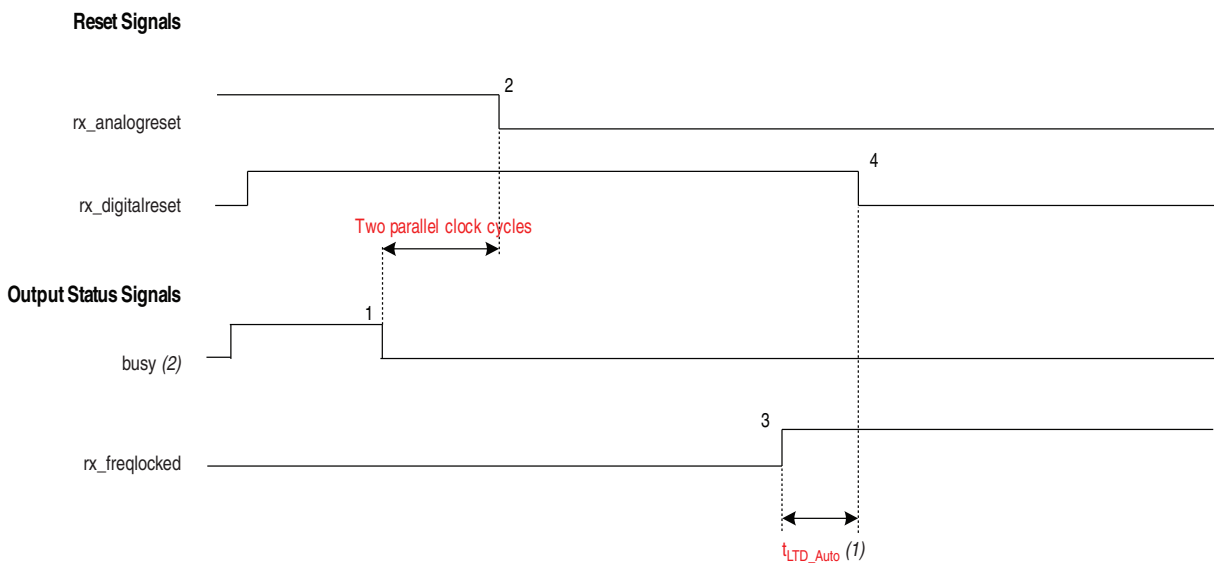 Reset Signals
2
rx_analogreset
4
rx_digitalreset
Two parallel clock cycles
Output Status Signals
1
busy (2)
3
rx_freqlocked
tLTD_Auto (1)